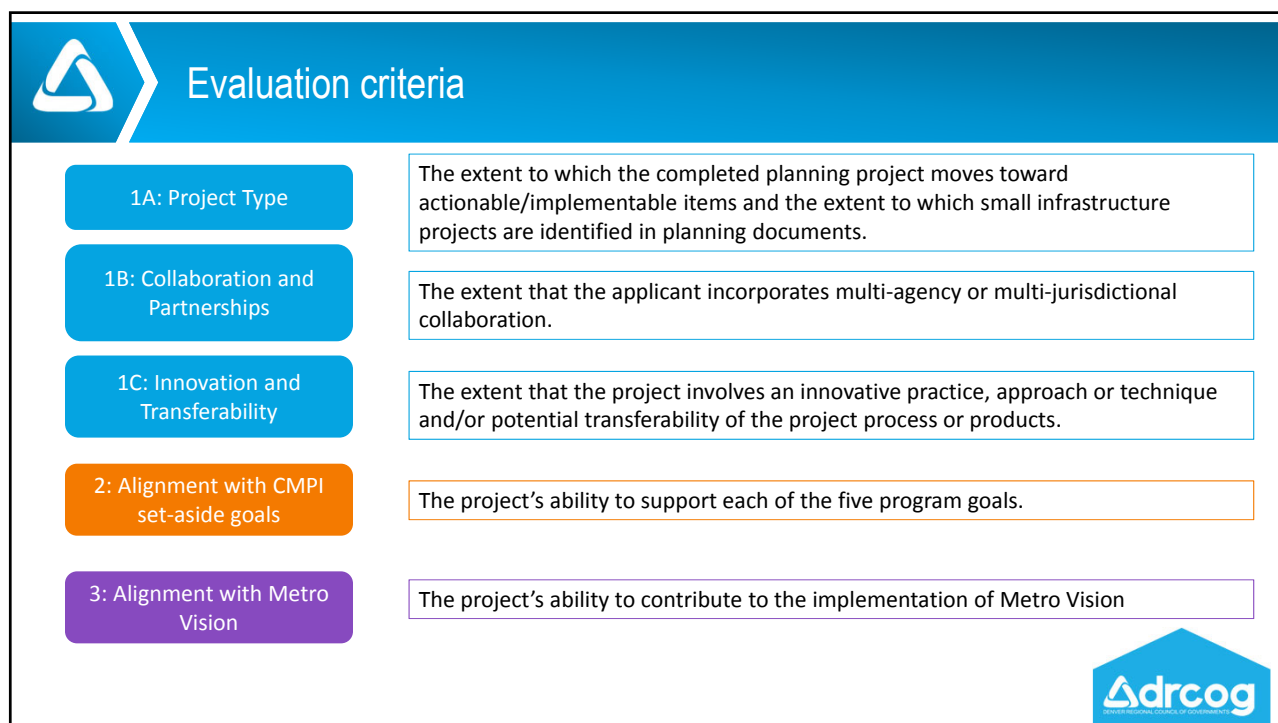 Evaluation criteria
1A: Project Type
The extent to which the completed planning project moves toward
actionable/implementable items and the extent to which small infrastructure
projects are identified in planning documents.
1B: Collaboration and
Partnerships
The extent that the applicant incorporates multi-agency or multi-jurisdictional
collaboration.
1C: Innovation and
Transferability
The extent that the project involves an innovative practice, approach or technique
and/or potential transferability of the project process or products.
2: Alignment with CMPI
set-aside goals
The project’s ability to support each of the five program goals.
3: Alignment with Metro
Vision
The project’s ability to contribute to the implementation of Metro Vision
drcog
DENVER REGIONAL COUNCIL OF GOVERNMENTS